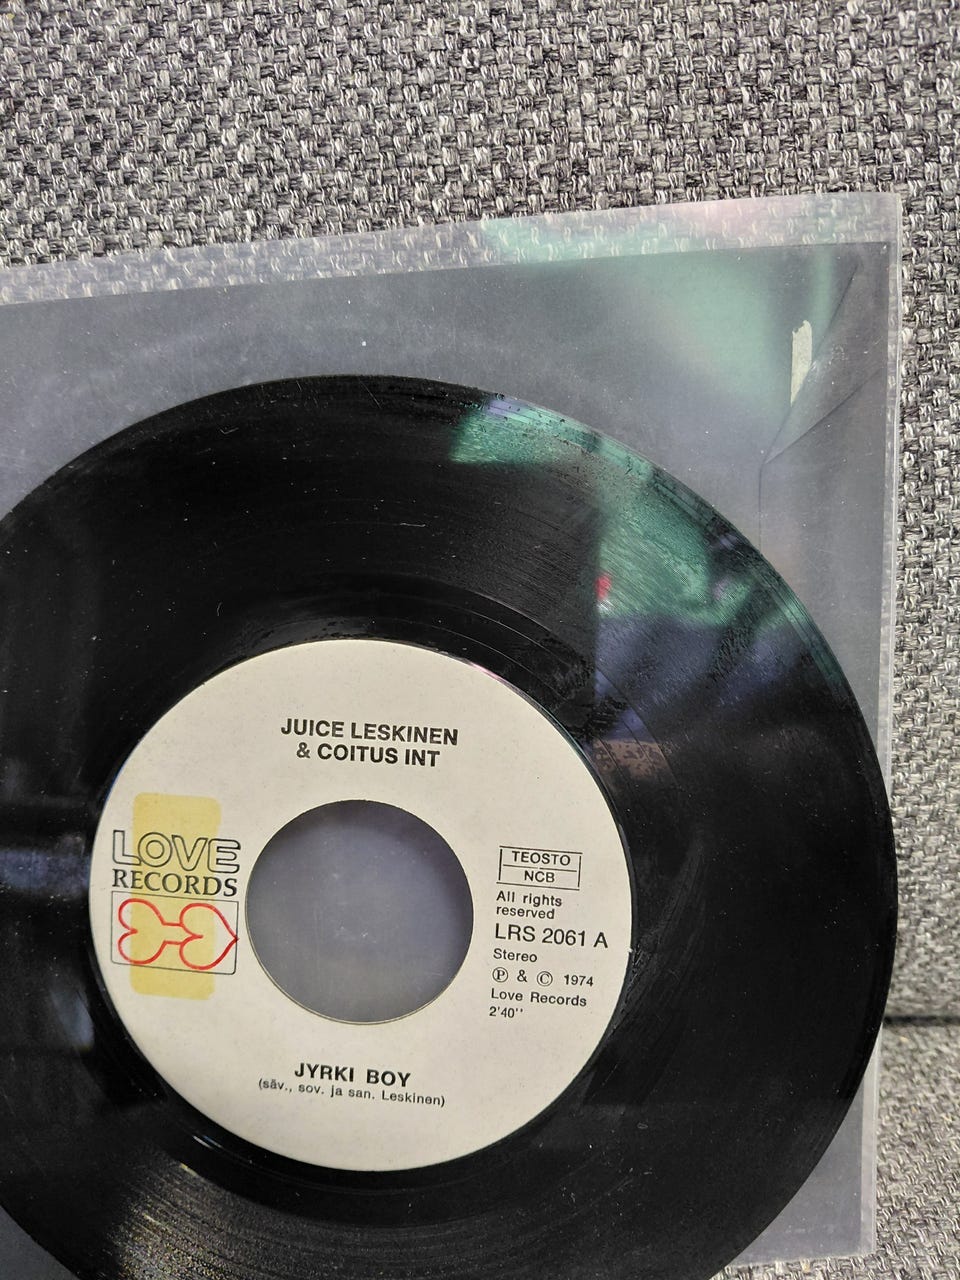 JUICE LESKINEN
& COITUS INT
LOVE
RECORDS
TEOSTO
NCB
All rights
reserved
LRS 2061 A
Stereo
Ⓟ & © 1974
Love Records
2'40''
JYRKI BOY
(säv., sov. ja san. Leskinen)